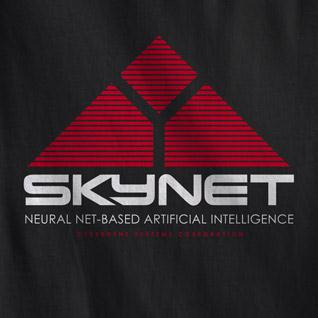 SKYNET
NEURAL NET-BASED ARTIFICIAL INTELLIGENCE
CYBERDYNE SYSTEMS CORPORATION